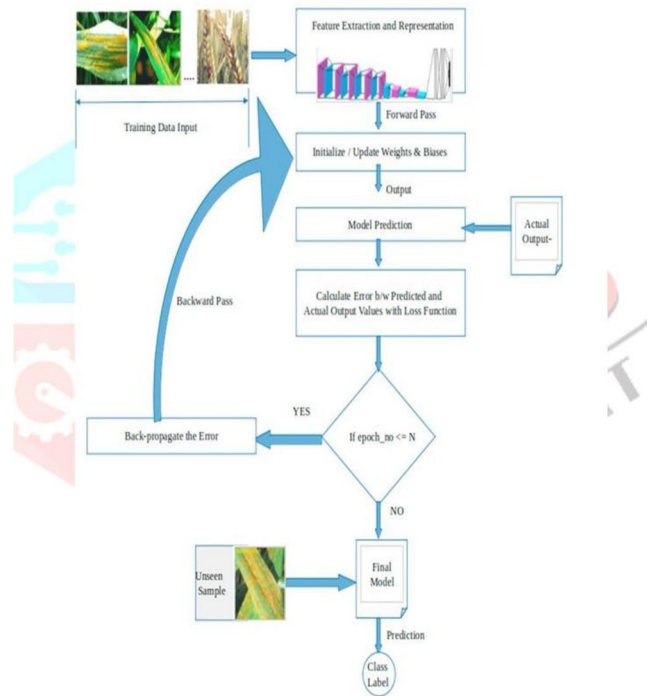 Feature Extraction and Representation
....
Training Data Input
Forward Pass
Initialize / Update Weights & Biases
Output
Model Prediction
Actual
Output-
Calculate Error b/w Predicted and
Actual Output Values with Loss Function
Backward Pass
YES
Back-propagate the Error
If epoch_no <= N
NO
Unseen
Sample
Final
Model
Prediction
Class
Label